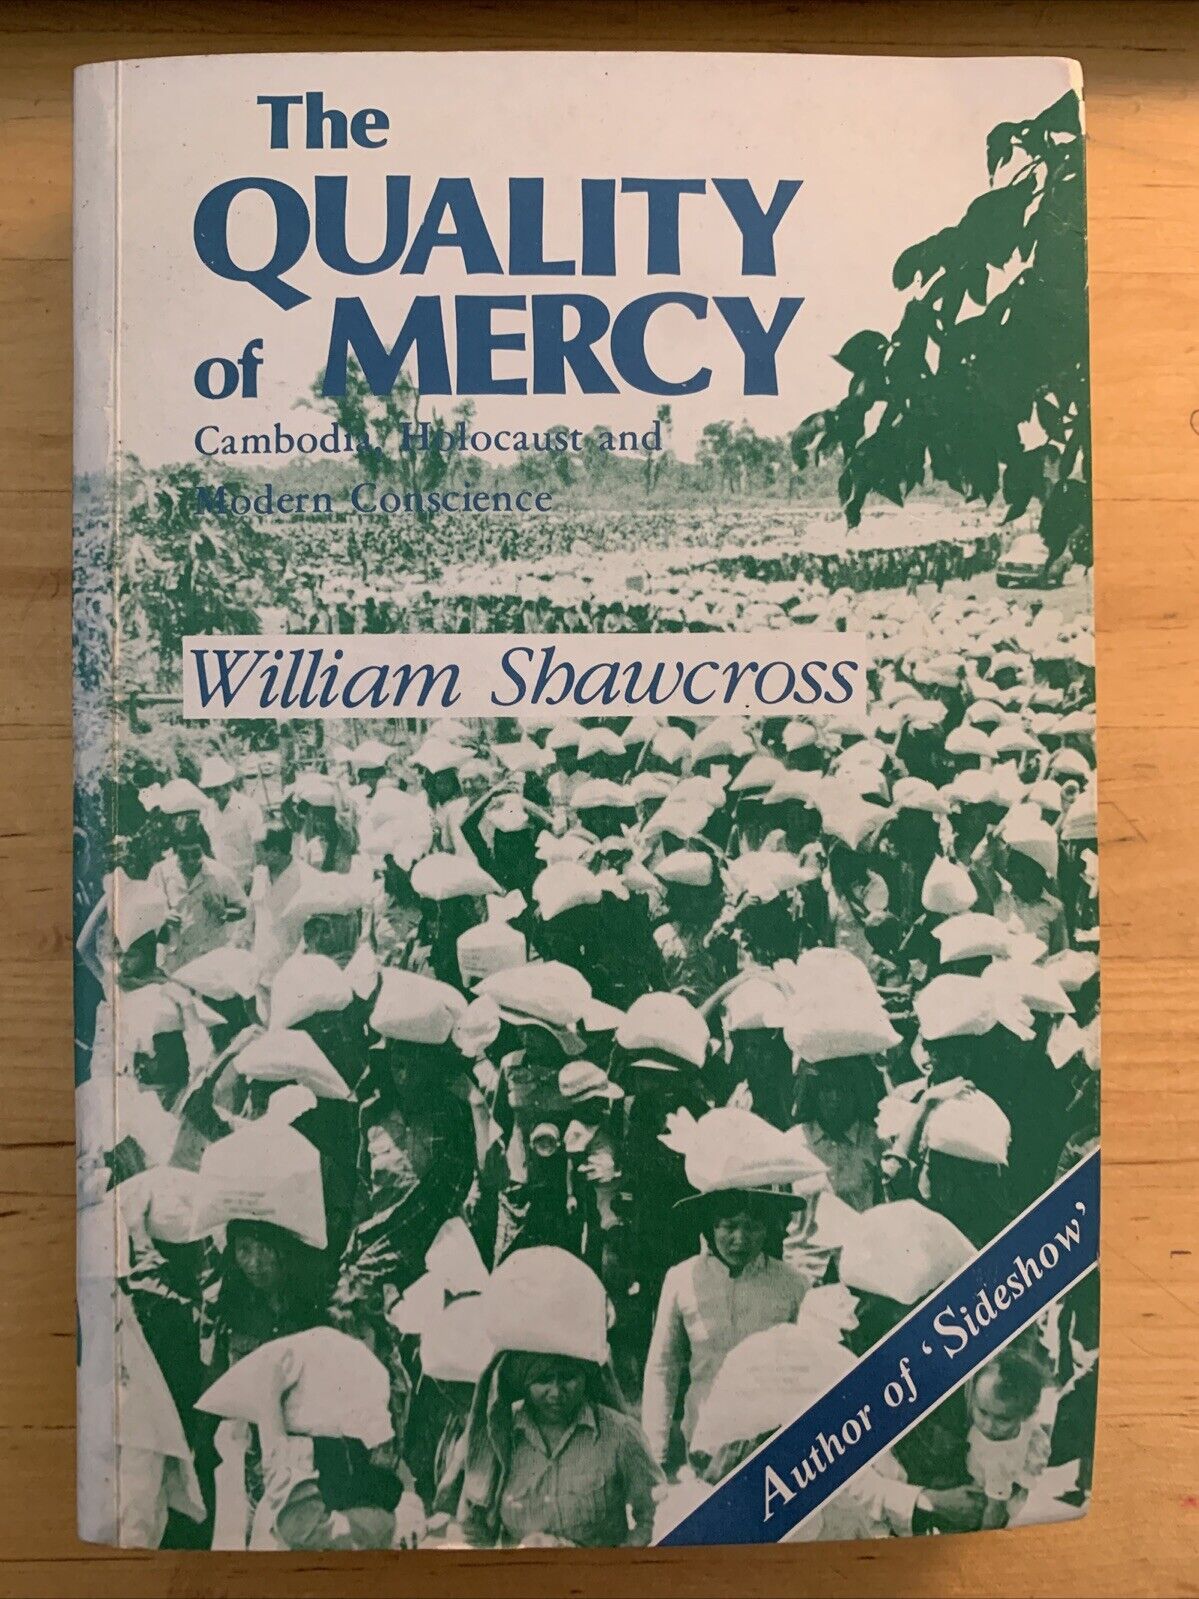 The
QUALITY
of MERCY
Cambodia, Holocaust and
Modern Conscience
William Shawcross
Author of ‘Sideshow’